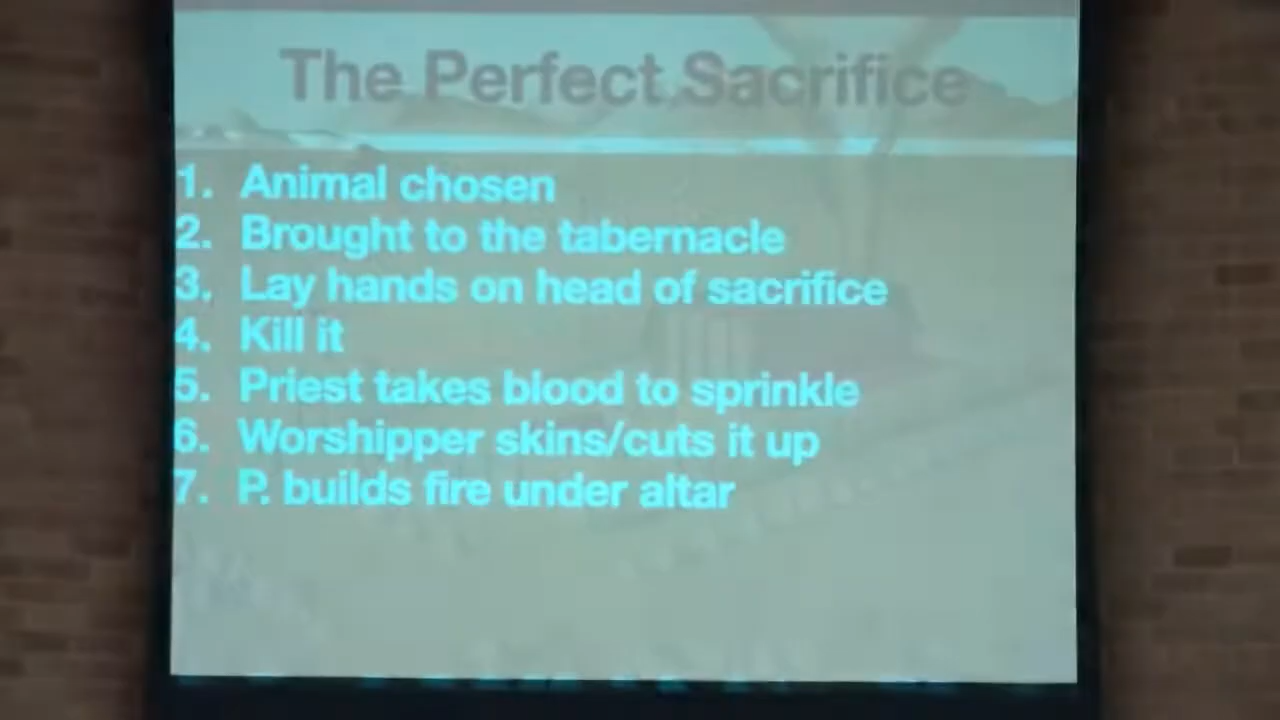 The Perfect Sacrifice
1. Animal chosen
2. Brought to the tabernacle
3. Lay hands on head of sacrifice
4. Kill it
5. Priest takes blood to sprinkle
6. Worshipper skins/cuts it up
7. P. builds fire under altar